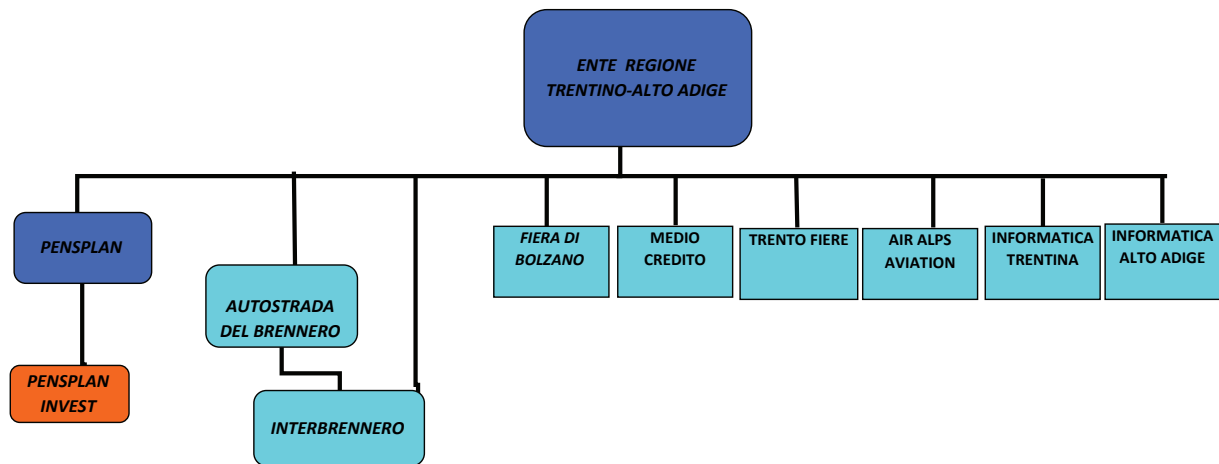 ENTE REGIONE
TRENTINO-ALTO ADIGE
PENSPLAN
FIERA DI
BOLZANO
MEDIO
CREDITO
TRENTO FIERE
AIR ALPS
AVIATION
INFORMATICA
TRENTINA
INFORMATICA
ALTO ADIGE
AUTOSTRADA
DEL BRENNERO
PENSPLAN
INVEST
INTERBRENNERO